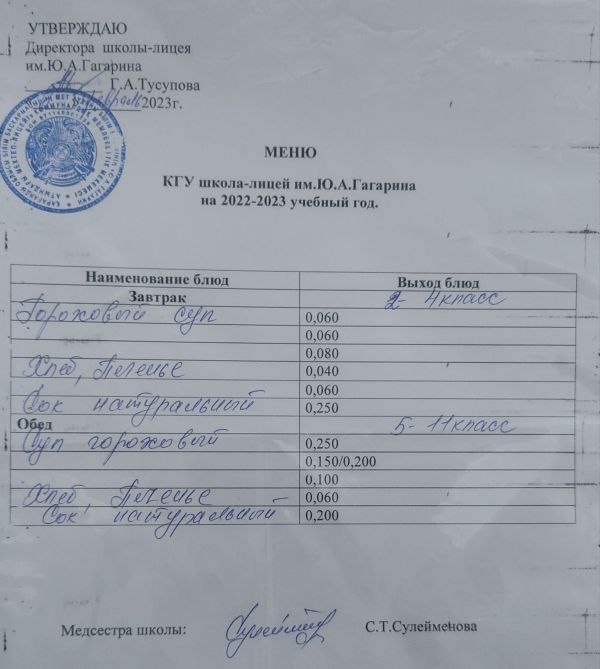 УТВЕРЖДАЮ
Директора школы-лицея
им.Ю.А.Гагарина
Г.А.Тусупова
февраль 2023г.
МЕНЮ
КГУ школа-лицей им.Ю.А.Гагарина
на 2022-2023 учебный год.
Наименование блюд Выход блюд
Завтрак 2- 4класс
Гороховый суп 0,060
0,060
0,080
Хлеб, Печенье 0,040
0,060
Сок натуральный 0,250
Обед 5- 11класс
Суп гороховый 0,250
0,150/0,200
0,100
Хлеб, Печенье 0,060
Сок натуральный 0,200
Медсестра школы: С.Т.Сулейменова